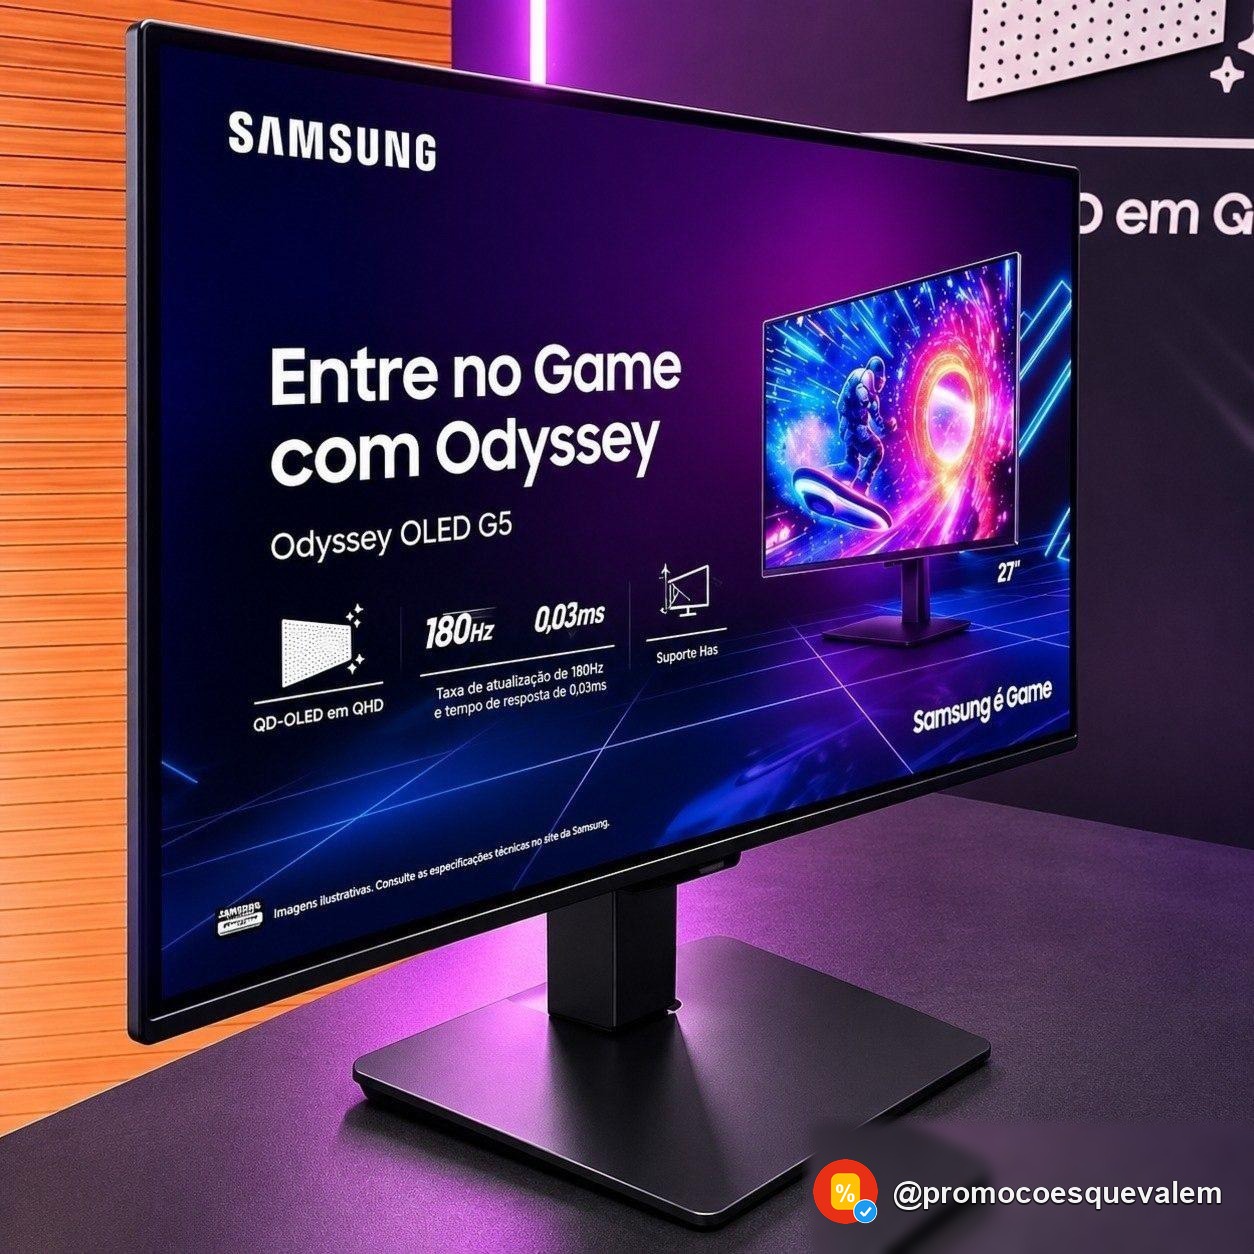 SAMSUNG
D em Q
Entre no Game
com Odyssey
Odyssey OLED G5
27"
180Hz
0,03ms
QD-OLED em QHD
Taxa de atualização de 180Hz
e tempo de resposta de 0,03ms
Suporte Has
Samsung é Game
Imagens ilustrativas. Consulte as especificações técnicas no site da Samsung.
%
@promocoesquevalem